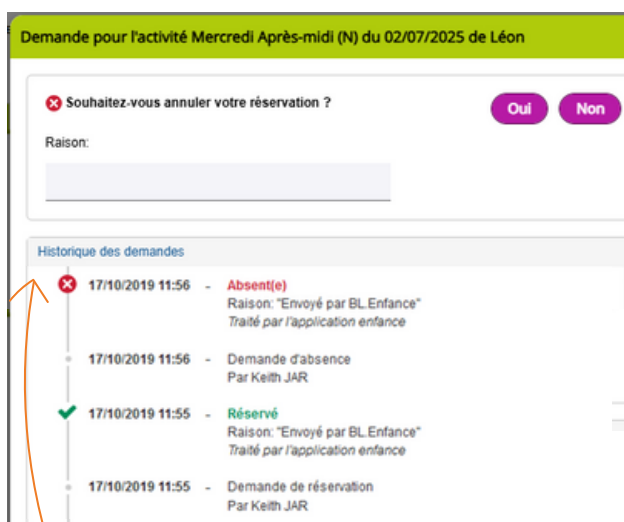 Demande pour l'activité Mercredi Après-midi (N) du 02/07/2025 de Léon
Souhaitez-vous annuler votre réservation ?
Oui
Non
Raison:
Historique des demandes
17/10/2019 11:56 - Absent(e)
Raison: "Envoyé par BL.Enfance"
Traité par l'application enfance
17/10/2019 11:56 - Demande d'absence
Par Keith JAR
17/10/2019 11:55 - Réservé
Raison: "Envoyé par BL.Enfance"
Traité par l'application enfance
17/10/2019 11:55 - Demande de réservation
Par Keith JAR